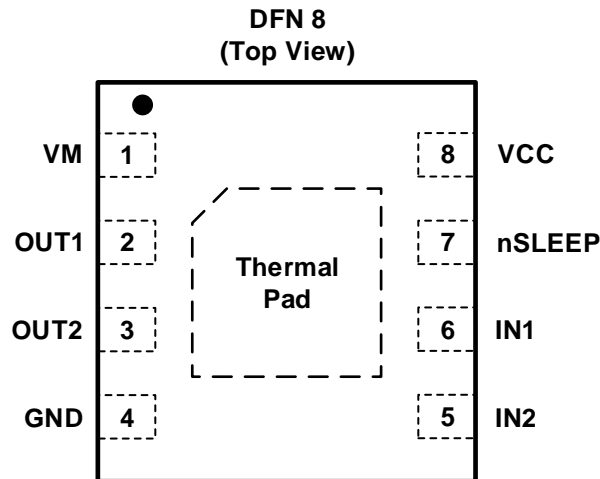 DFN 8
(Top View)
VM 1 8 VCC
OUT1 2 7 nSLEEP
Thermal
Pad
OUT2 3 6 IN1
GND 4 5 IN2